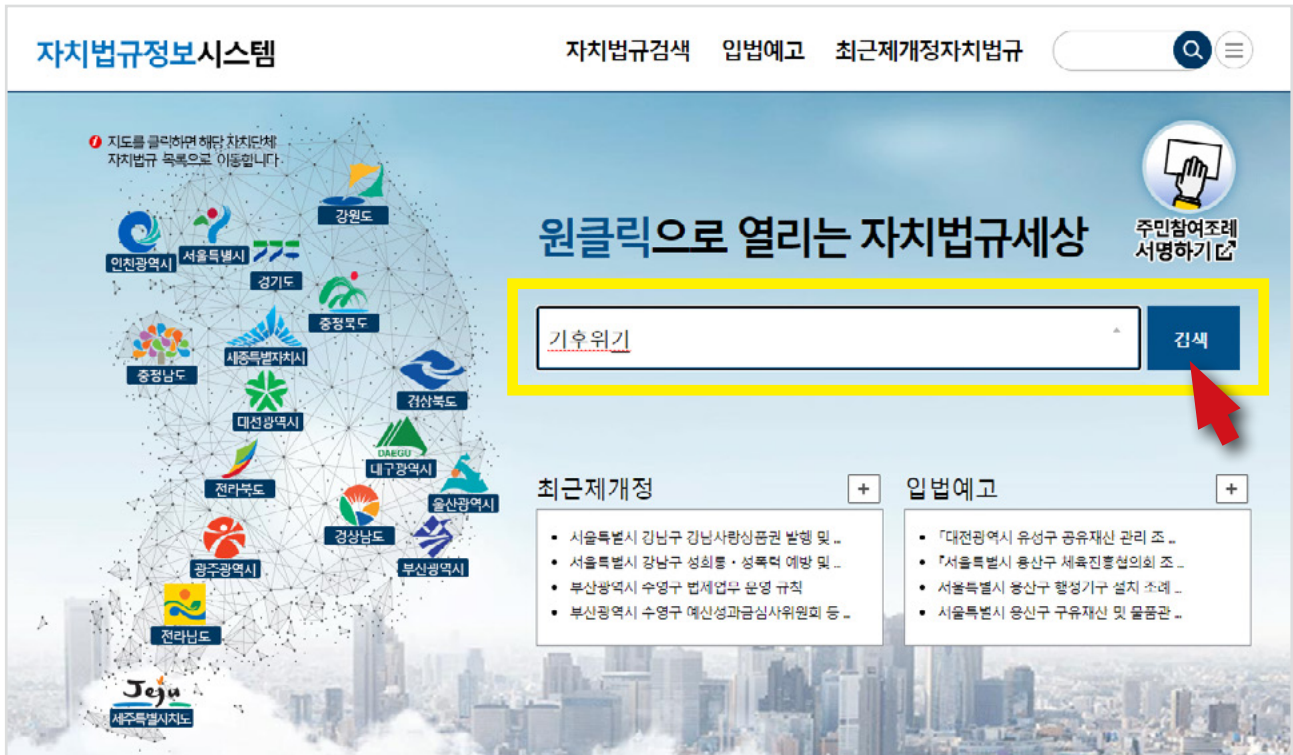 자치법규정보시스템
자치법규검색 입법예고 최근제개정자치법규
지도를 클릭하면 해당 자치단체
자치법규 목록으로 이동합니다.
강원도
인천광역시
서울특별시
경기도
충청북도
세종특별자치시
충청남도
대전광역시
경상북도
DAEGU
대구광역시
전라북도
울산광역시
경상남도
광주광역시
부산광역시
전라남도
Jeju
제주특별자치도
주민참여조례
서명하기
원클릭으로 열리는 자치법규세상
기후위기
검색
최근제개정 +
서울특별시 강남구 강남사랑상품권 발행 및 ...
서울특별시 강남구 성희롱·성폭력 예방 및 ...
부산광역시 수영구 법제업무 운영 규칙
부산광역시 수영구 예산성과금심사위원회 등 ...
입법예고 +
「대전광역시 유성구 공유재산 관리 조 ...
「서울특별시 용산구 체육진흥협의회 조 ...
서울특별시 용산구 행정기구 설치 조례 ...
서울특별시 용산구 구유재산 및 물품관 ...